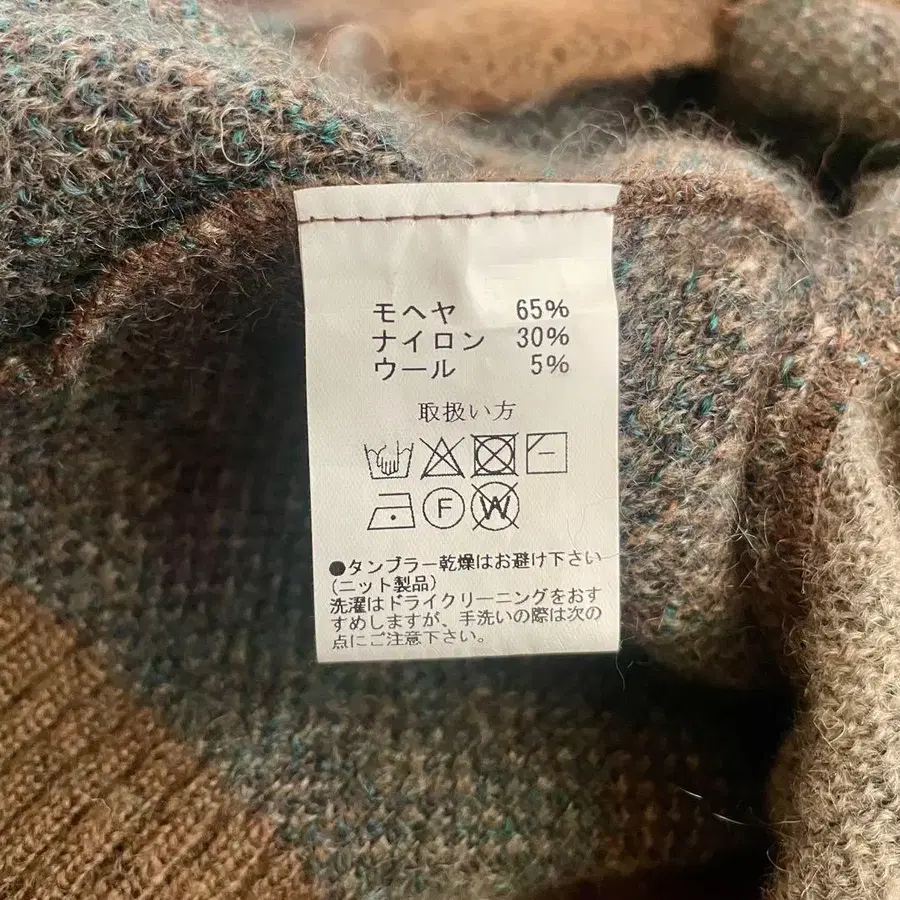 モヘヤ 65%
ナイロン 30%
ウール 5%
取扱い方
F W
●タンブラー乾燥はお避け下さい
(ニット製品)
洗濯はドライクリーニングをおす
すめしますが、手洗いの際は次の
点にご注意下さい。